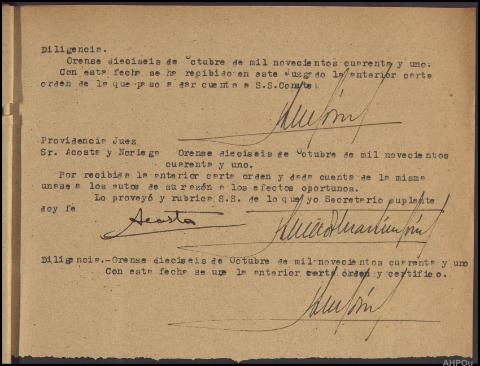 Diligencia.
Orense dieciseis de Octubre de mil novecientos cuarenta y uno.
Con esta fecha se ha repibido en este Juzgado la anterior carta
orden de la que paso a dar cuenta a S.S.
Providencia Juez
Sr. Acosta y Noriega Orense dieciseis de Octubre de mil novecientos
cuarenta y uno.
Por recibida la anterior carta orden y dada cuenta de la misma
unase a los autos de su razón a los efectos oportunos.
Lo proveyó y rubrica S.S. de lo que yo Secretario suplente
doy fe
Acosta
Diligencia.-Orense dieciseis de Octubre de mil novecientos cuarenta y uno
Con esta fecha se une la anterior carta orden y certifico.
AHPOu